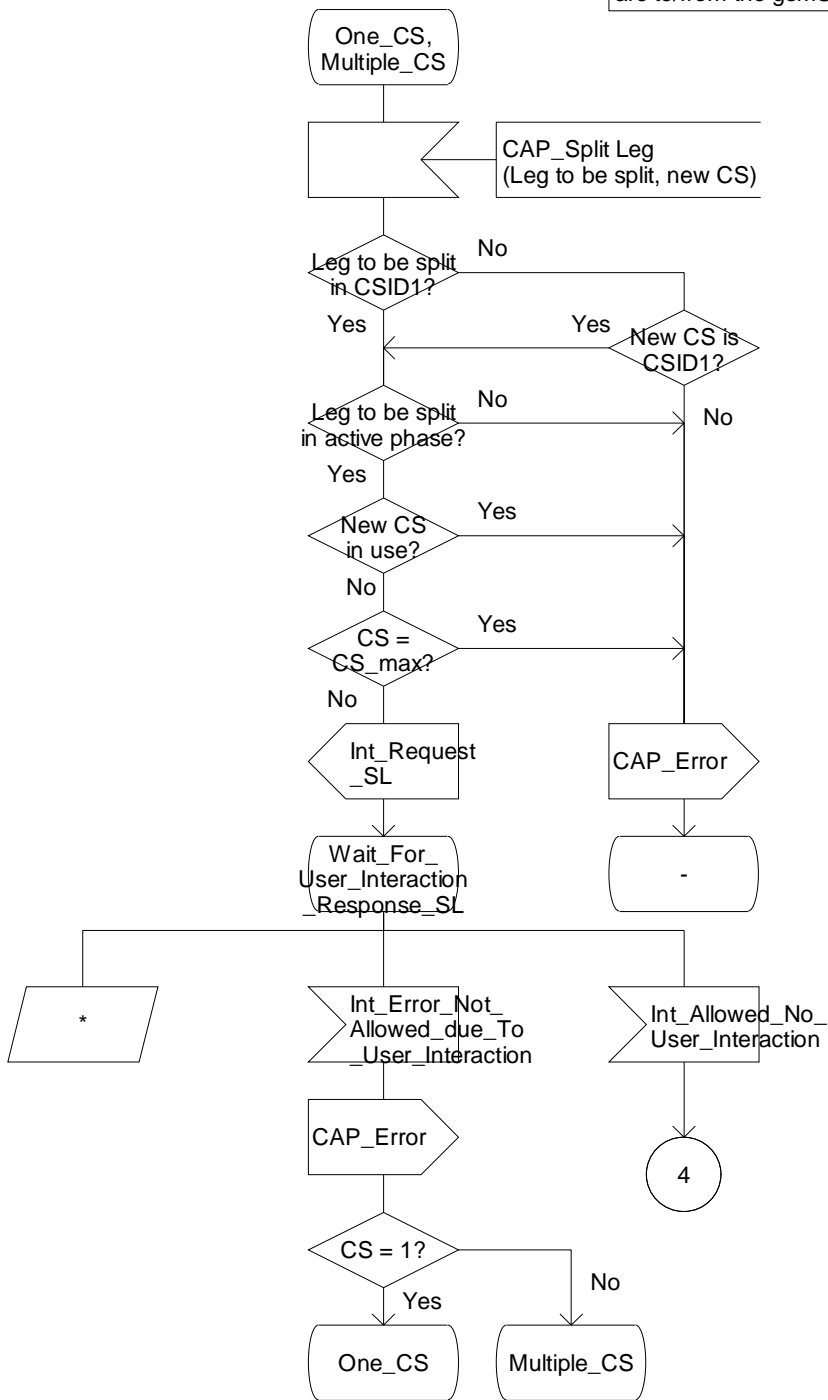 One_CS,
Multiple_CS
CAP_Split Leg
(Leg to be split, new CS)
Leg to be split
in CSID1?
No
Yes
Yes
New CS is
CSID1?
Leg to be split
in active phase?
No
No
Yes
New CS
in use?
Yes
No
CS =
CS_max?
Yes
No
Int_Request
_SL
CAP_Error
Wait_For_
User_Interaction
_Response_SL
-
*
Int_Error_Not_
Allowed_due_To
_User_Interaction
Int_Allowed_No_
User_Interaction
CAP_Error
4
CS = 1?
No
Yes
One_CS
Multiple_CS